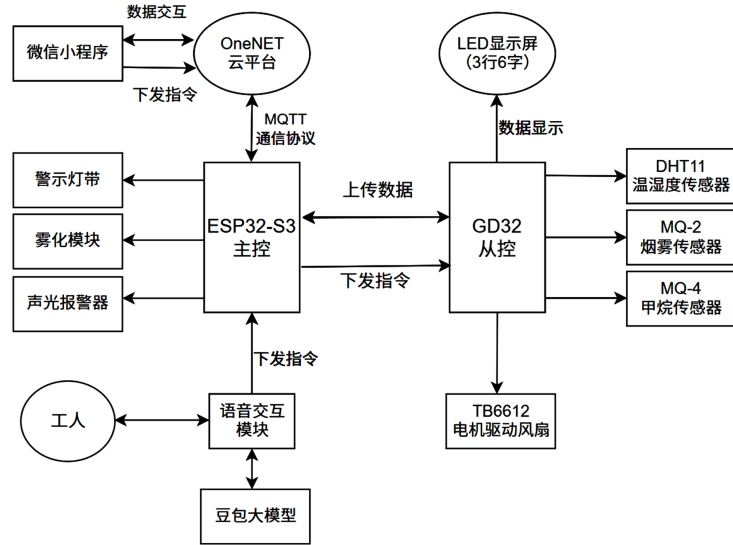 数据交互
微信小程序
OneNET
云平台
下发指令
LED显示屏
（3行6字）
MQTT
通信协议
数据显示
警示灯带
雾化模块
声光报警器
ESP32-S3
主控
上传数据
下发指令
GD32
从控
DHT11
温湿度传感器
MQ-2
烟雾传感器
MQ-4
甲烷传感器
下发指令
工人
语音交互
模块
TB6612
电机驱动风扇
豆包大模型